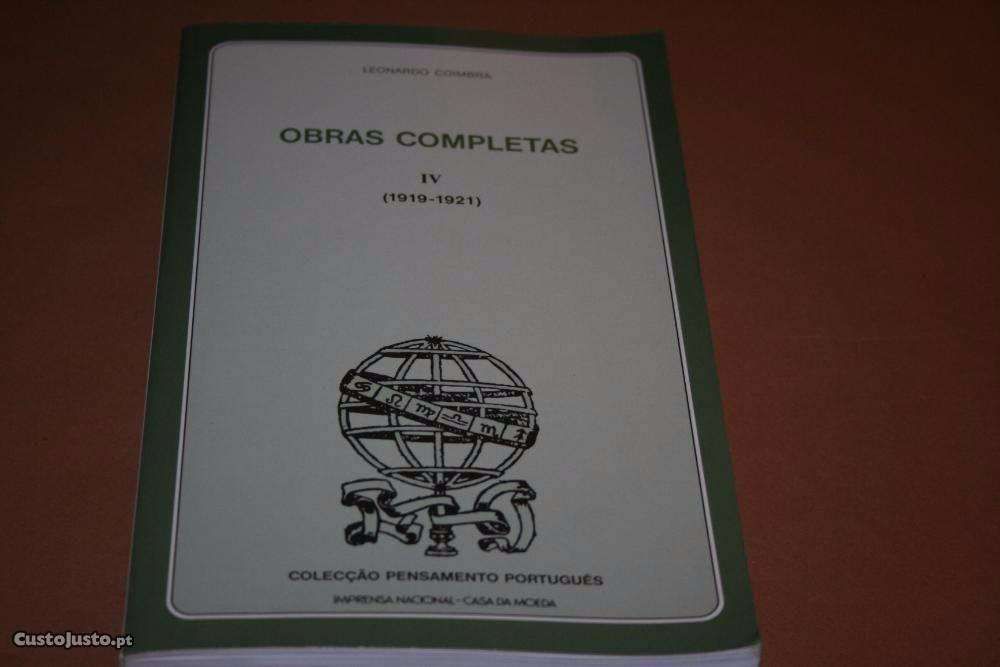 LEONARDO COIMBRA
OBRAS COMPLETAS
IV
(1919-1921)
COLECÇÃO PENSAMENTO PORTUGUÊS
IMPRENSA NACIONAL - CASA DA MOEDA
CustoJusto.pt